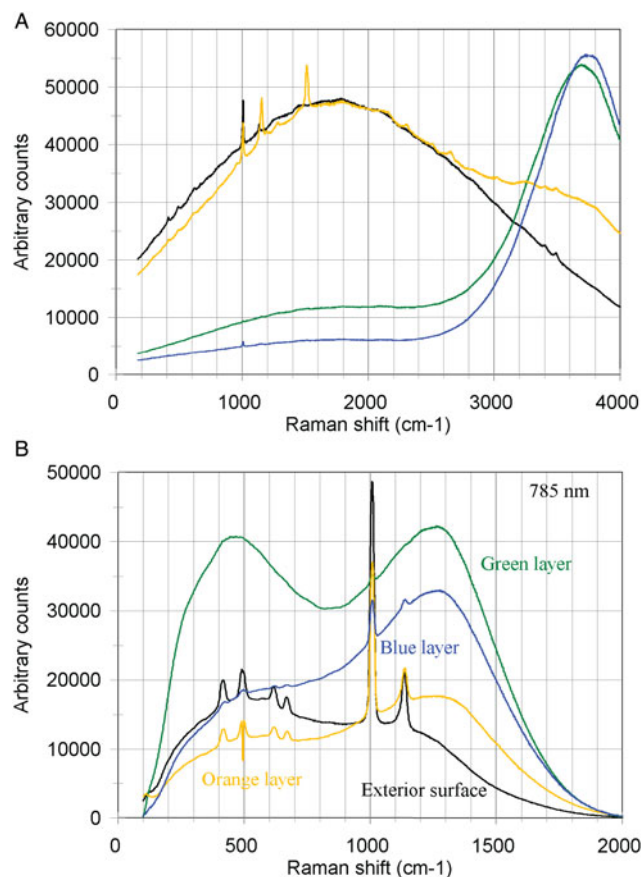 A
60000
50000
40000
30000
20000
10000
0
Arbitrary counts
0 1000 2000 3000 4000
Raman shift (cm-1)
B
50000
40000
30000
20000
10000
0
Arbitrary counts
785 nm
Green layer
Blue layer
Orange layer
Exterior surface
0 500 1000 1500 2000
Raman shift (cm-1)